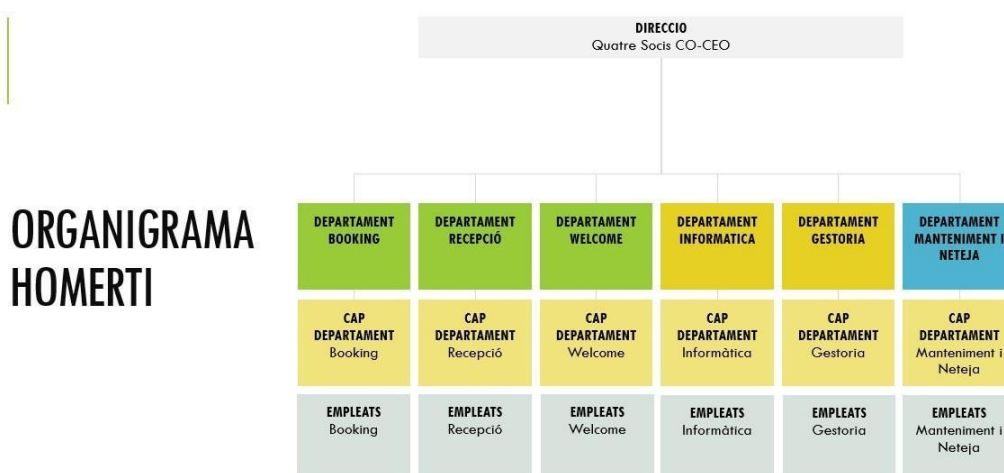 DIRECCIO
Quatre Socis CO-CEO
ORGANIGRAMA
HOMERTI
DEPARTAMENT
BOOKING
DEPARTAMENT
RECEPCIÓ
DEPARTAMENT
WELCOME
DEPARTAMENT
INFORMATICA
DEPARTAMENT
GESTORIA
DEPARTAMENT
MANTENIMENT I
NETEJA
CAP
DEPARTAMENT
Booking
CAP
DEPARTAMENT
Recepció
CAP
DEPARTAMENT
Welcome
CAP
DEPARTAMENT
Informàtica
CAP
DEPARTAMENT
Gestoria
CAP
DEPARTAMENT
Manteniment i
Neteja
EMPLEATS
Booking
EMPLEATS
Recepció
EMPLEATS
Welcome
EMPLEATS
Informàtica
EMPLEATS
Gestoria
EMPLEATS
Manteniment i
Neteja